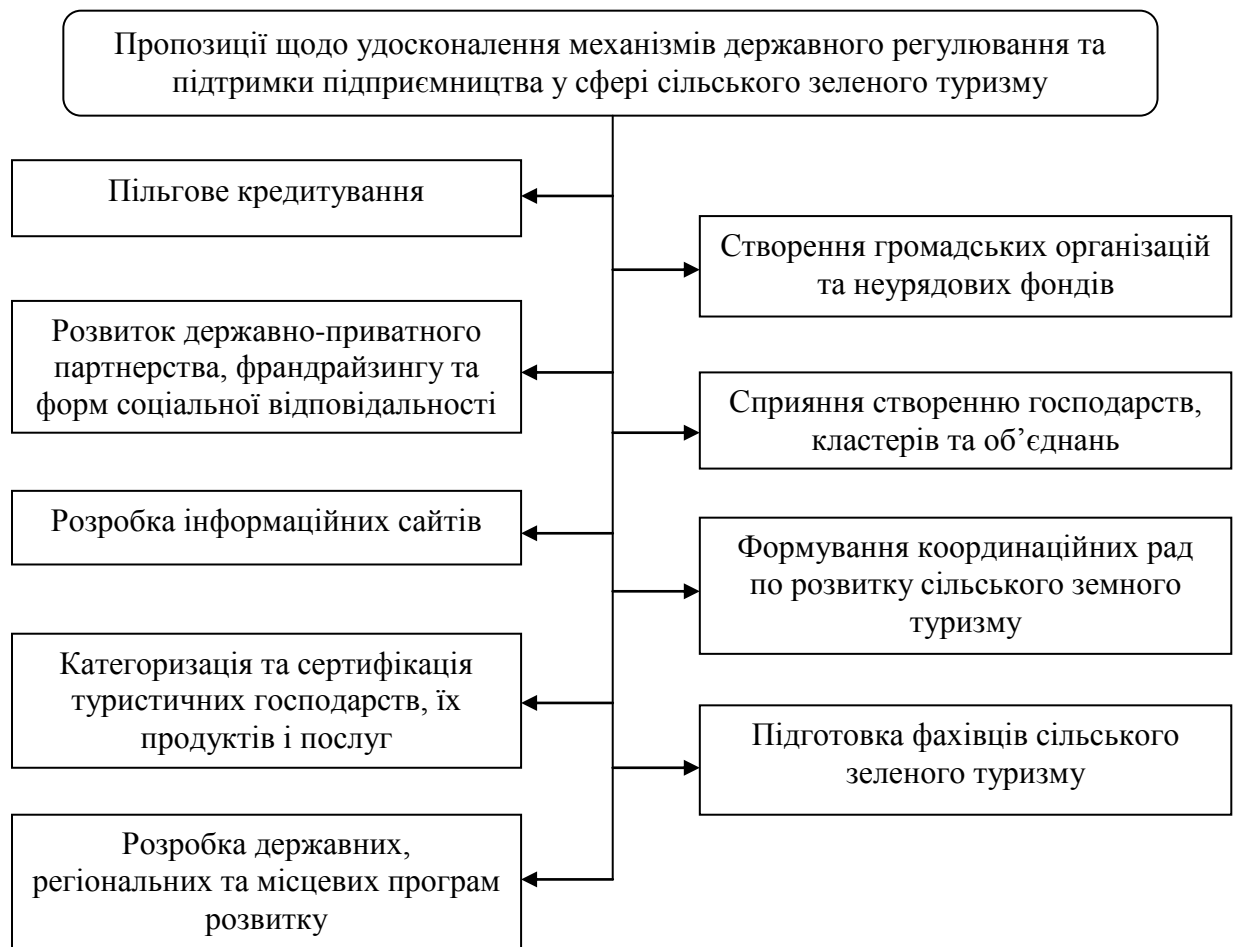 Пропозиції щодо удосконалення механізмів державного регулювання та
підтримки підприємництва у сфері сільського зеленого туризму
Пільгове кредитування
Створення громадських організацій
та неурядових фондів
Розвиток державно-приватного
партнерства, франдрайзингу та
форм соціальної відповідальності
Сприяння створенню господарств,
кластерів та об’єднань
Розробка інформаційних сайтів
Формування координаційних рад
по розвитку сільського земного
туризму
Категоризація та сертифікація
туристичних господарств, їх
продуктів і послуг
Підготовка фахівців сільського
зеленого туризму
Розробка державних,
регіональних та місцевих програм
розвитку